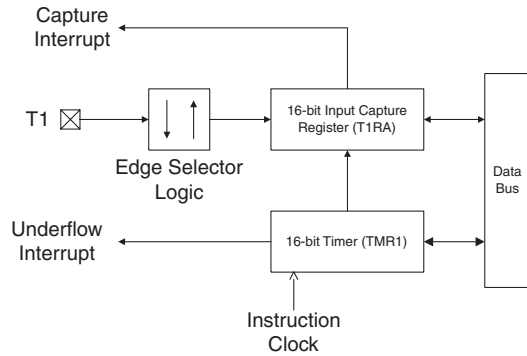 Capture
Interrupt
T1
Edge Selector
Logic
16-bit Input Capture
Register (T1RA)
Data
Bus
Underflow
Interrupt
16-bit Timer (TMR1)
Instruction
Clock